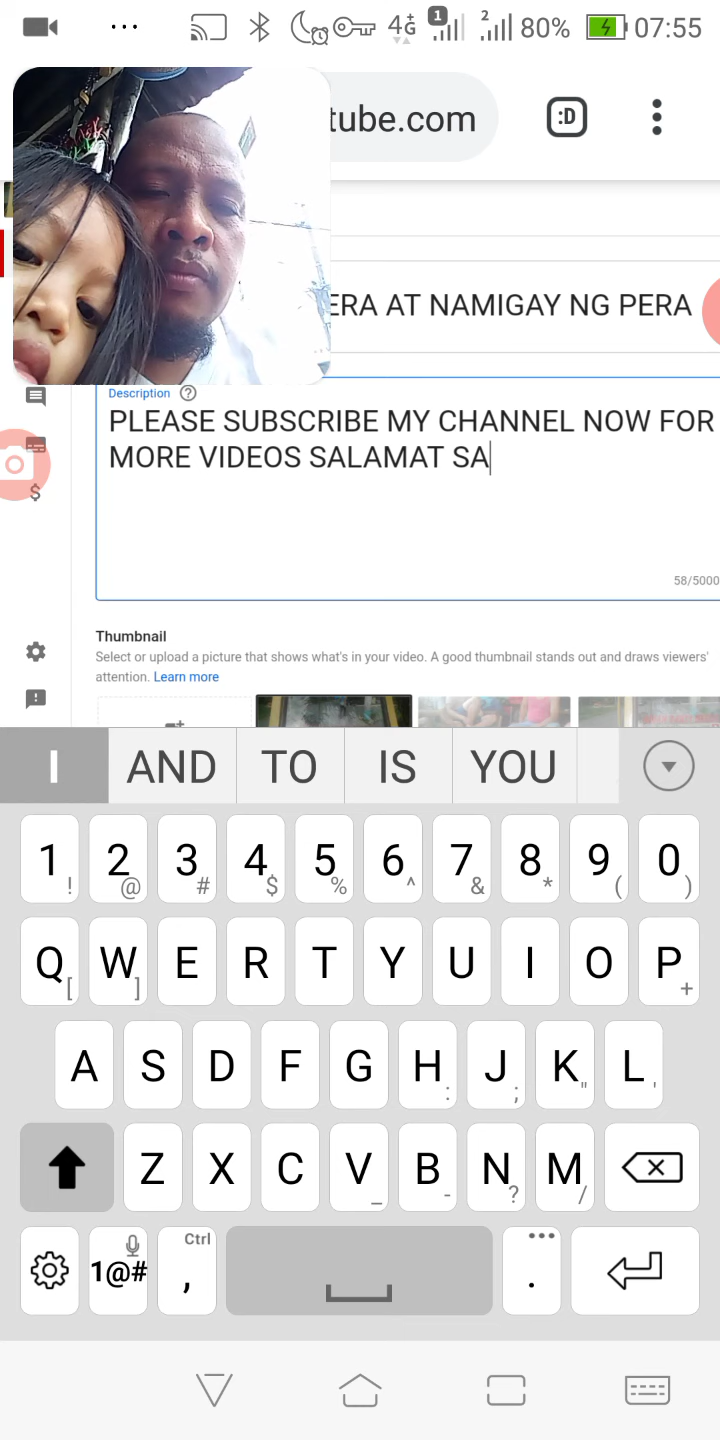 1 4G 2 80% 07:55
tube.com :D
ERA AT NAMIGAY NG PERA
Description ?
PLEASE SUBSCRIBE MY CHANNEL NOW FOR
MORE VIDEOS SALAMAT SA
$
58/5000
Thumbnail
Select or upload a picture that shows what's in your video. A good thumbnail stands out and draws viewers'
attention. Learn more
I AND TO IS YOU
1 ! 2 @ 3 # 4 $ 5 % 6 ^ 7 & 8 * 9 ( 0 )
Q [ W ] E R T Y U I O P +
A S D F G H : J ; K " L '
Z X C V _ B - N ? M /
1@# Ctrl , .